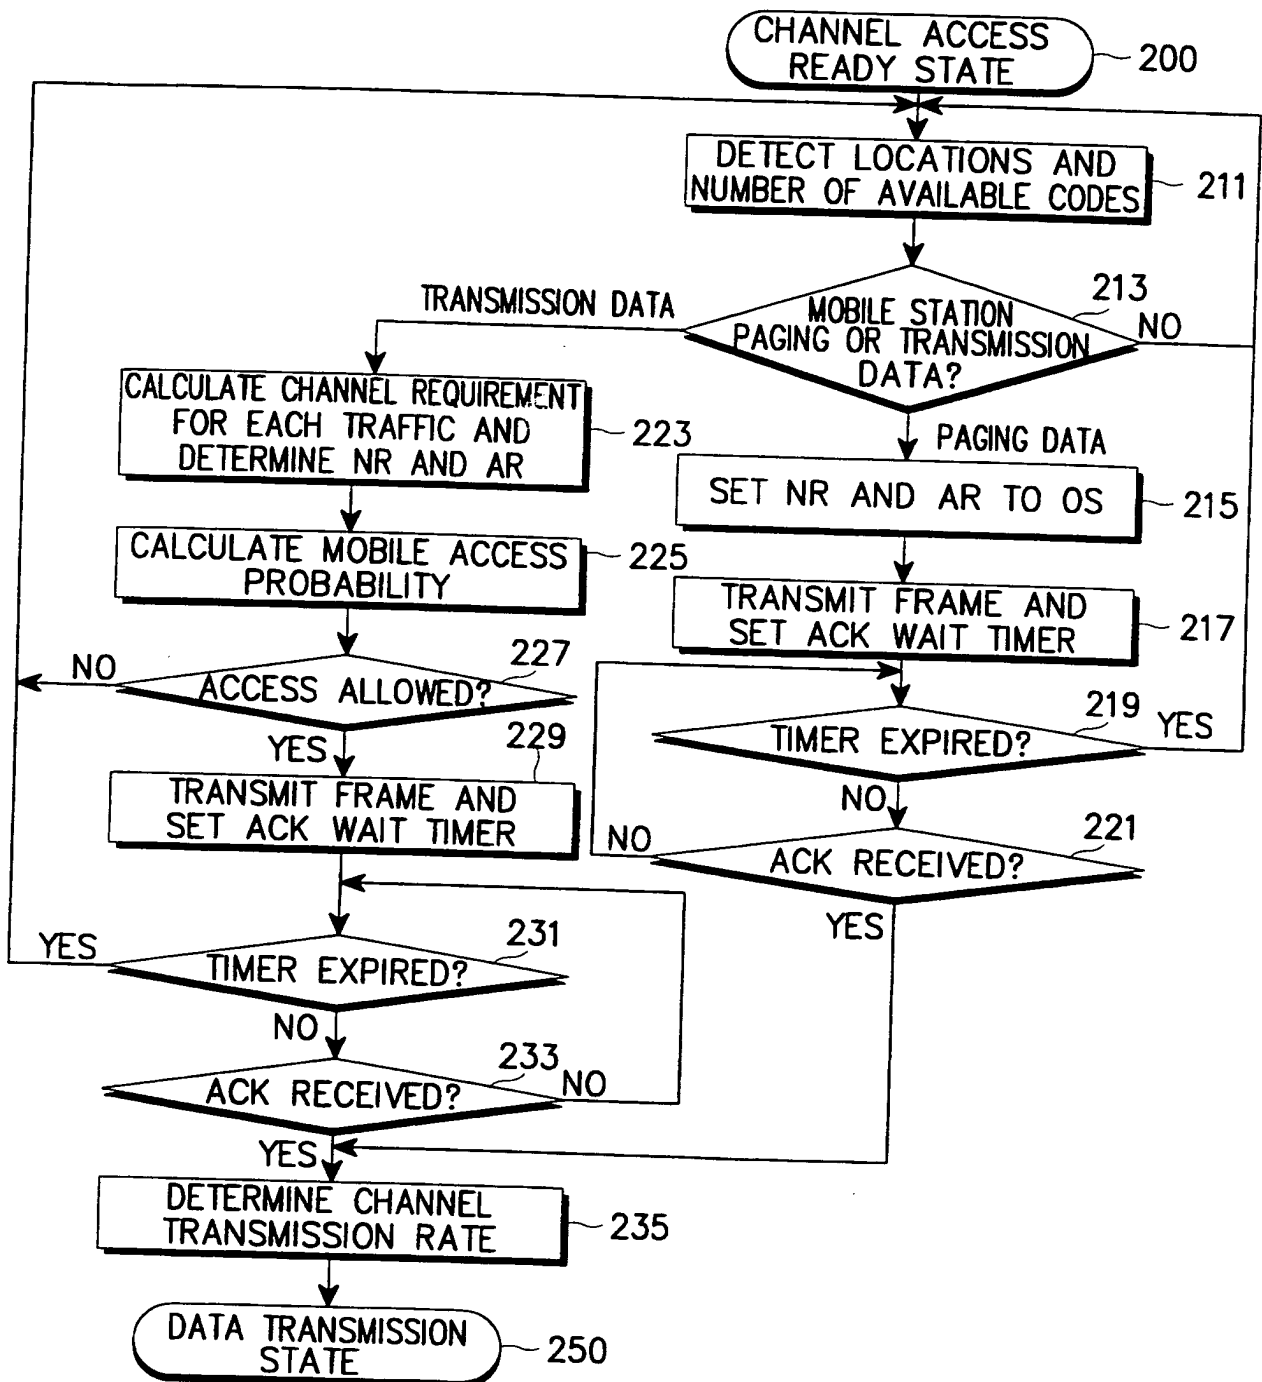 CHANNEL ACCESS
READY STATE
200
DETECT LOCATIONS AND
NUMBER OF AVAILABLE CODES
211
213
MOBILE STATION
PAGING OR TRANSMISSION
DATA?
TRANSMISSION DATA
NO
PAGING DATA
CALCULATE CHANNEL REQUIREMENT
FOR EACH TRAFFIC AND
DETERMINE NR AND AR
223
SET NR AND AR TO OS
215
CALCULATE MOBILE ACCESS
PROBABILITY
225
TRANSMIT FRAME AND
SET ACK WAIT TIMER
217
NO
ACCESS ALLOWED?
227
YES
TIMER EXPIRED?
219
YES
NO
229
TRANSMIT FRAME AND
SET ACK WAIT TIMER
NO
ACK RECEIVED?
221
YES
YES
TIMER EXPIRED?
231
NO
ACK RECEIVED?
233
NO
YES
DETERMINE CHANNEL
TRANSMISSION RATE
235
DATA TRANSMISSION
STATE
250